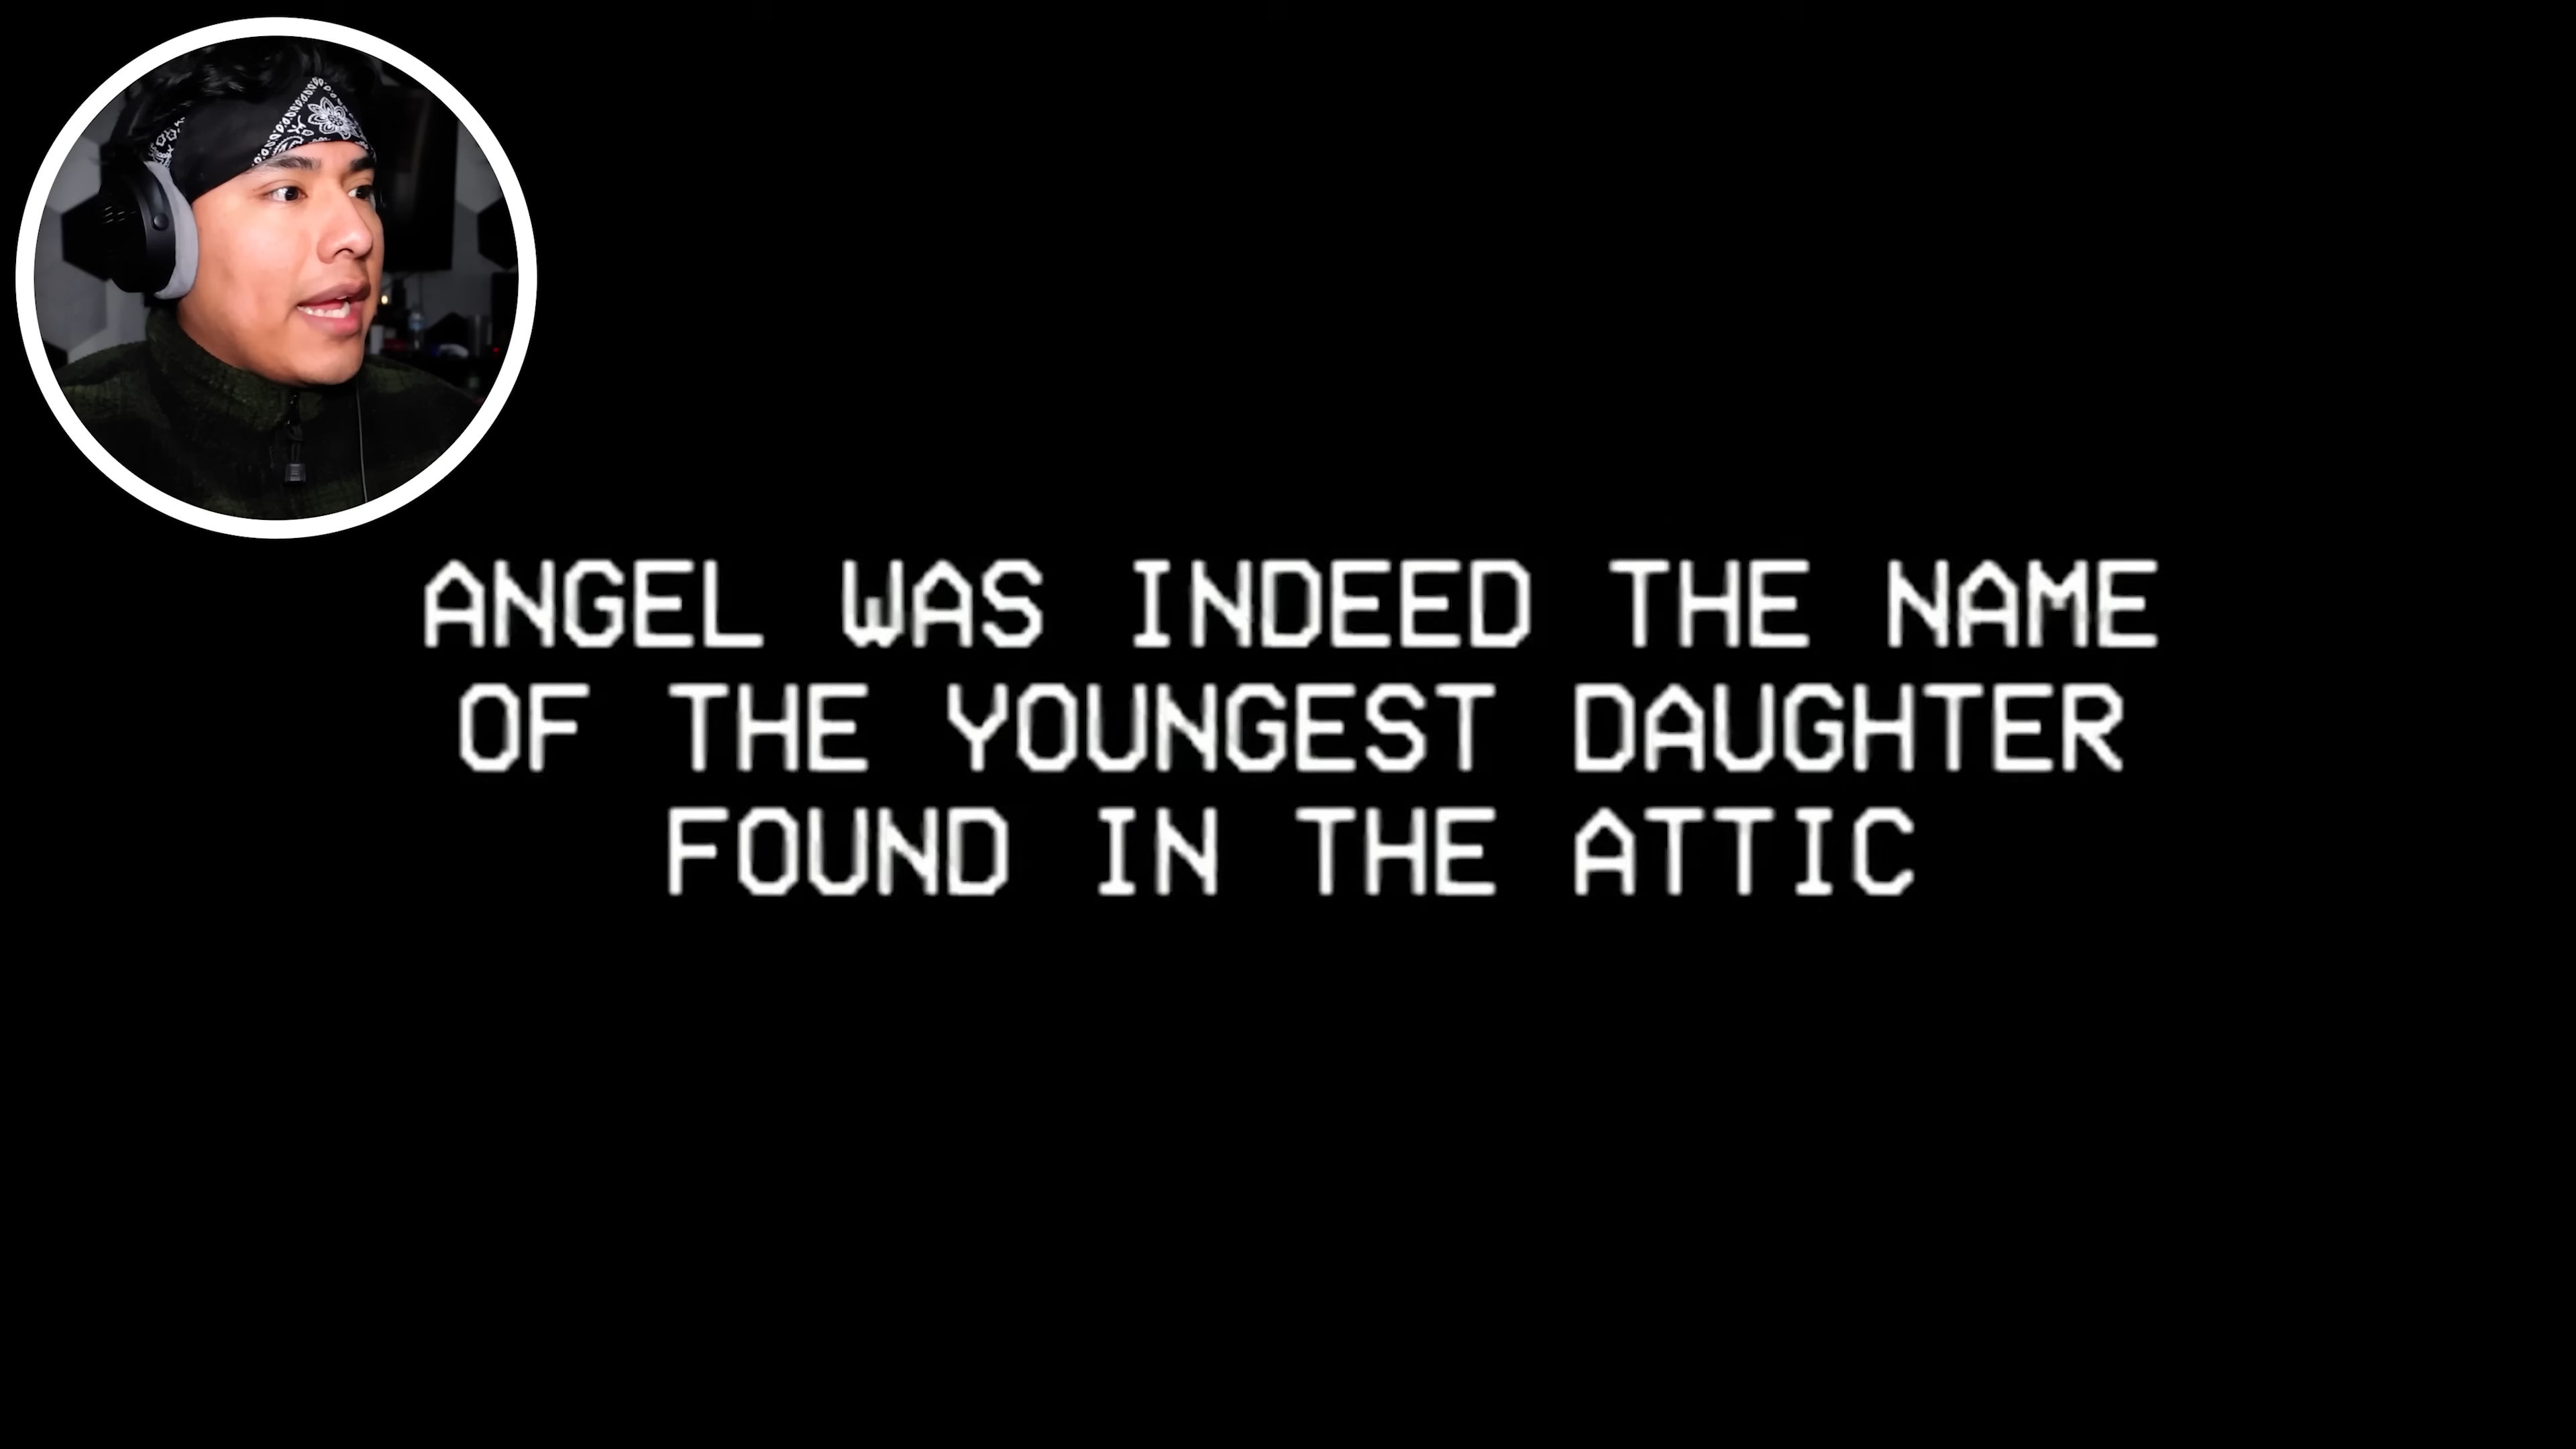 ANGEL WAS INDEED THE NAME
OF THE YOUNGEST DAUGHTER
FOUND IN THE ATTIC